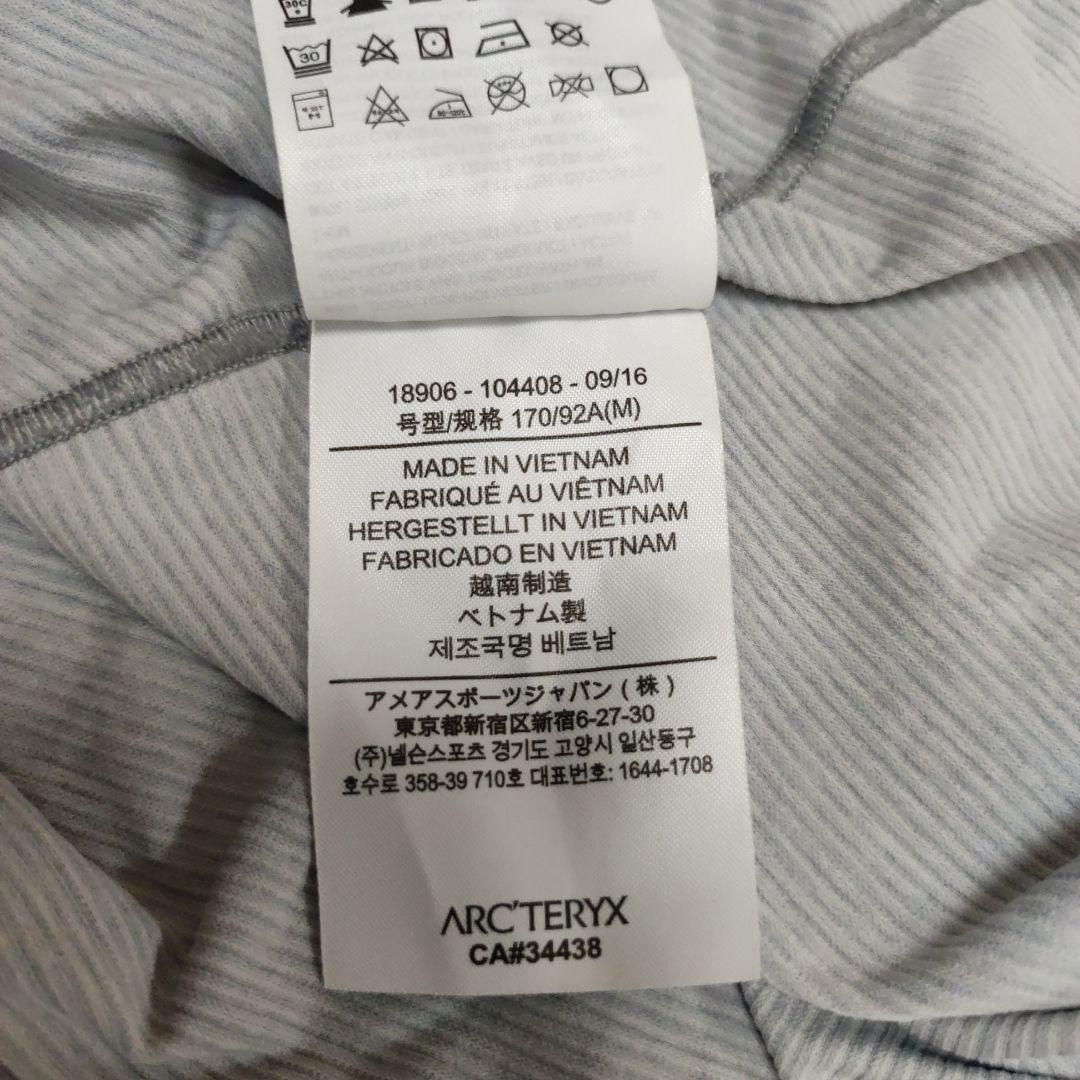 30C
30
80-120℃
18906 - 104408 - 09/16
号型/规格 170/92A(M)
MADE IN VIETNAM
FABRIQUÉ AU VIÊTNAM
HERGESTELLT IN VIETNAM
FABRICADO EN VIETNAM
越南制造
ベトナム製
제조국명 베트남
アメアスポーツジャパン(株)
東京都新宿区新宿6-27-30
(주)넬슨스포츠 경기도 고양시 일산동구
호수로 358-39 710호 대표번호: 1644-1708
ARC'TERYX
CA#34438